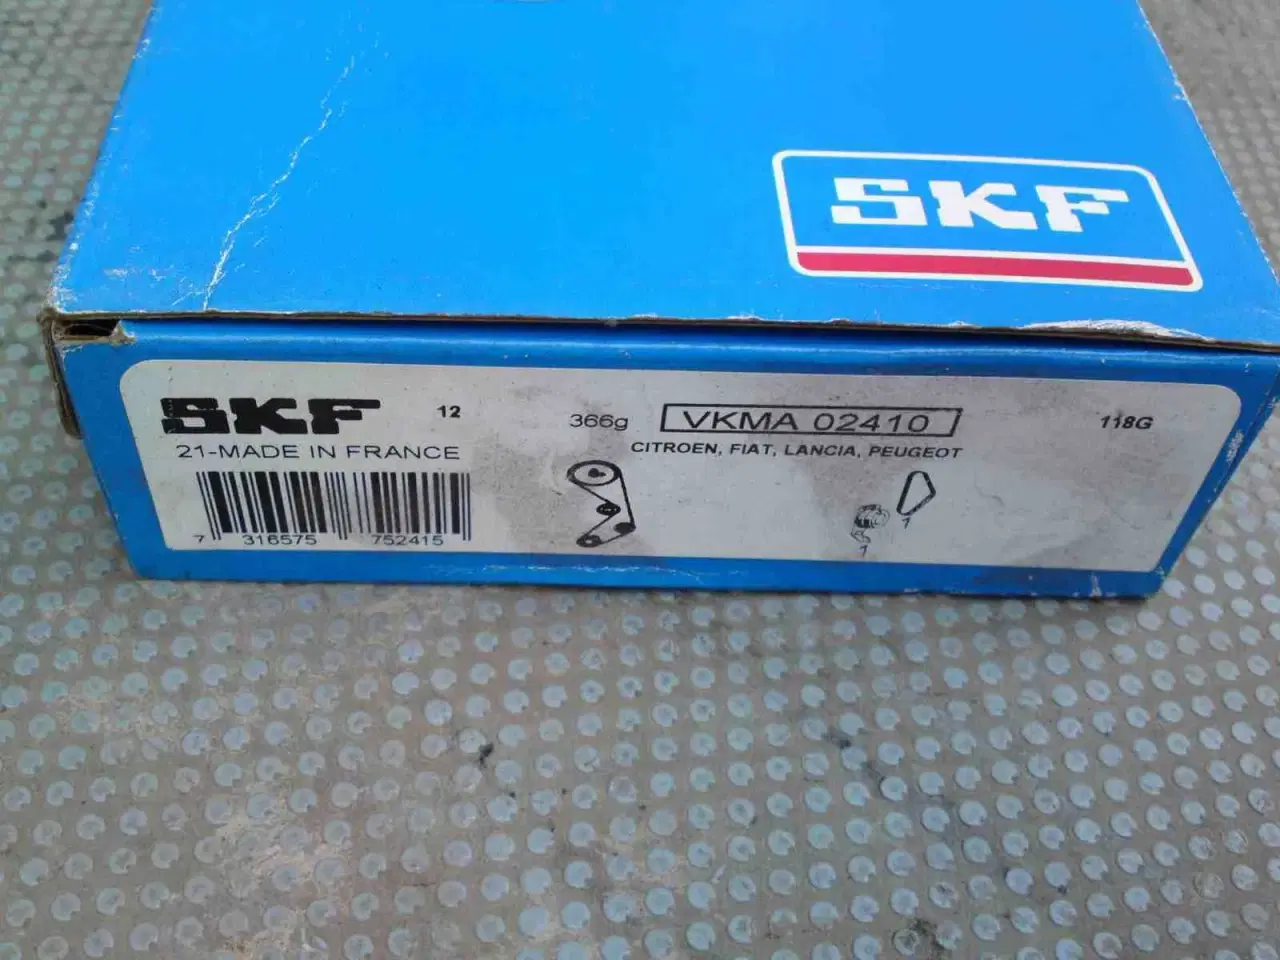 SKF
SKF 12 366g VKMA 02410 118G
21-MADE IN FRANCE CITROEN, FIAT, LANCIA, PEUGEOT
7 316575 752415
1
1